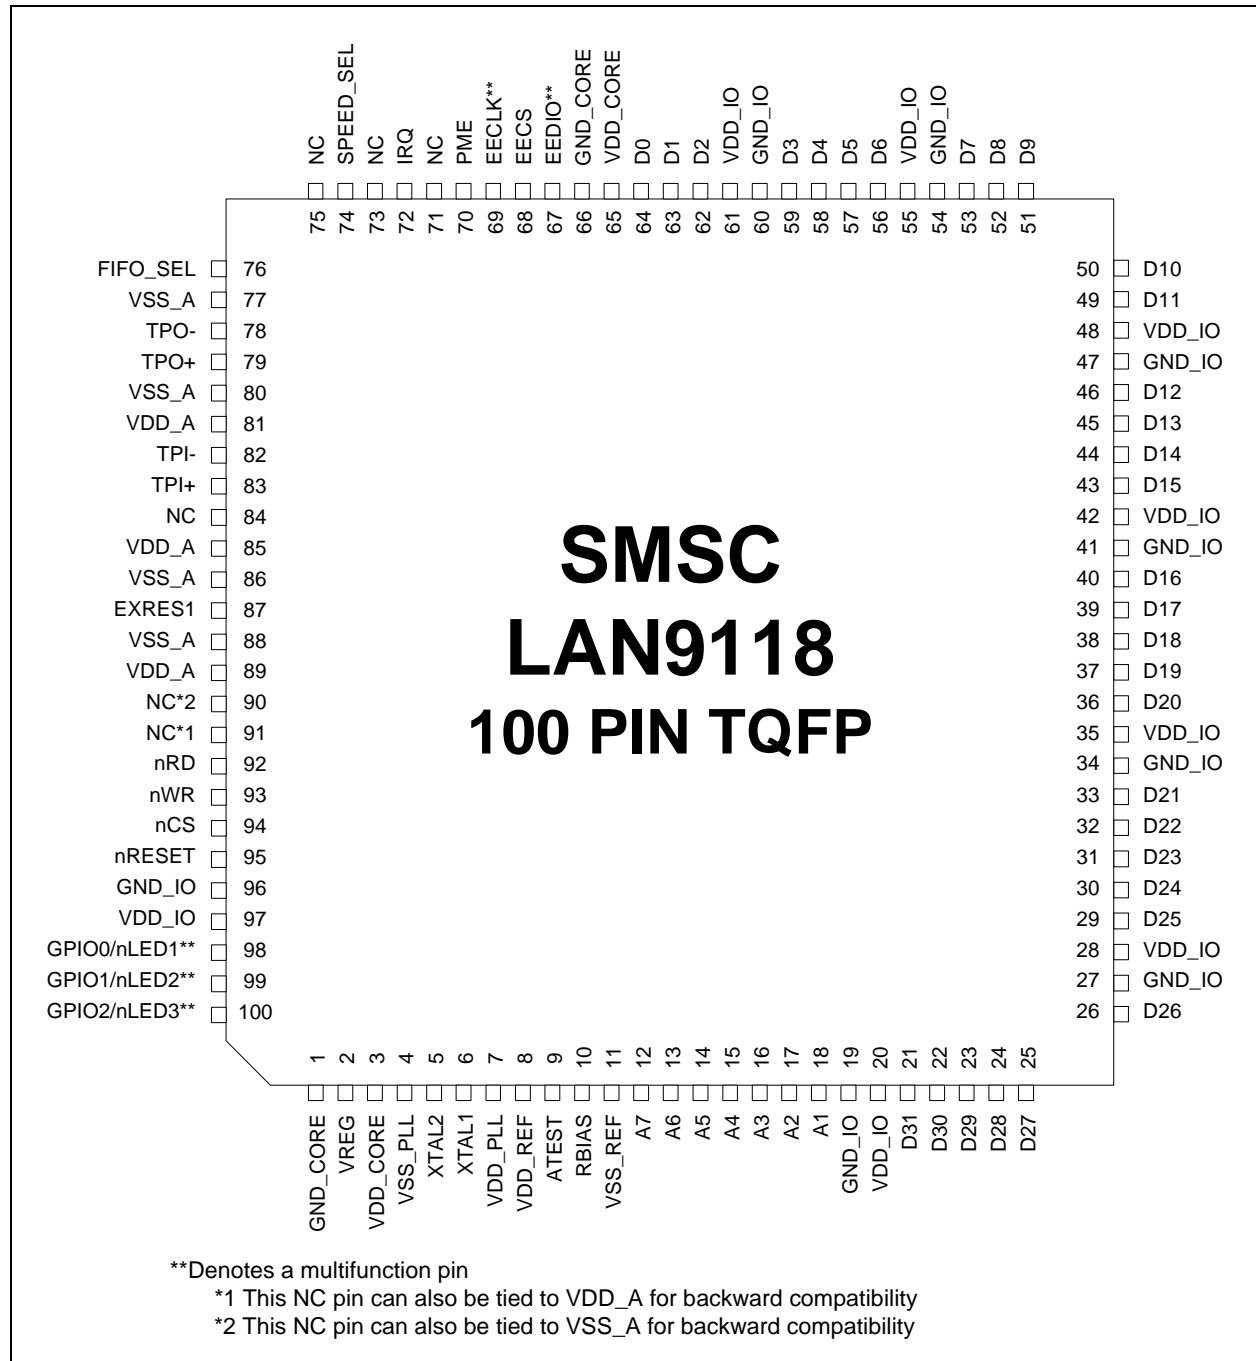 NC
SPEED_SEL
NC
IRQ
NC
PME
EECLK**
EECS
EEDIO**
GND_CORE
VDD_CORE
D0
D1
D2
VDD_IO
GND_IO
D3
D4
D5
D6
VDD_IO
GND_IO
D7
D8
D9
75
74
73
72
71
70
69
68
67
66
65
64
63
62
61
60
59
58
57
56
55
54
53
52
51
FIFO_SEL 76
VSS_A 77
TPO- 78
TPO+ 79
VSS_A 80
VDD_A 81
TPI- 82
TPI+ 83
NC 84
VDD_A 85
VSS_A 86
EXRES1 87
VSS_A 88
VDD_A 89
NC*2 90
NC*1 91
nRD 92
nWR 93
nCS 94
nRESET 95
GND_IO 96
VDD_IO 97
GPIO0/nLED1** 98
GPIO1/nLED2** 99
GPIO2/nLED3** 100
SMSC
LAN9118
100 PIN TQFP
50 D10
49 D11
48 VDD_IO
47 GND_IO
46 D12
45 D13
44 D14
43 D15
42 VDD_IO
41 GND_IO
40 D16
39 D17
38 D18
37 D19
36 D20
35 VDD_IO
34 GND_IO
33 D21
32 D22
31 D23
30 D24
29 D25
28 VDD_IO
27 GND_IO
26 D26
1
2
3
4
5
6
7
8
9
10
11
12
13
14
15
16
17
18
19
20
21
22
23
24
25
GND_CORE
VREG
VDD_CORE
VSS_PLL
XTAL2
XTAL1
VDD_PLL
VDD_REF
ATEST
RBIAS
VSS_REF
A7
A6
A5
A4
A3
A2
A1
GND_IO
VDD_IO
D31
D30
D29
D28
D27
**Denotes a multifunction pin
*1 This NC pin can also be tied to VDD_A for backward compatibility
*2 This NC pin can also be tied to VSS_A for backward compatibility